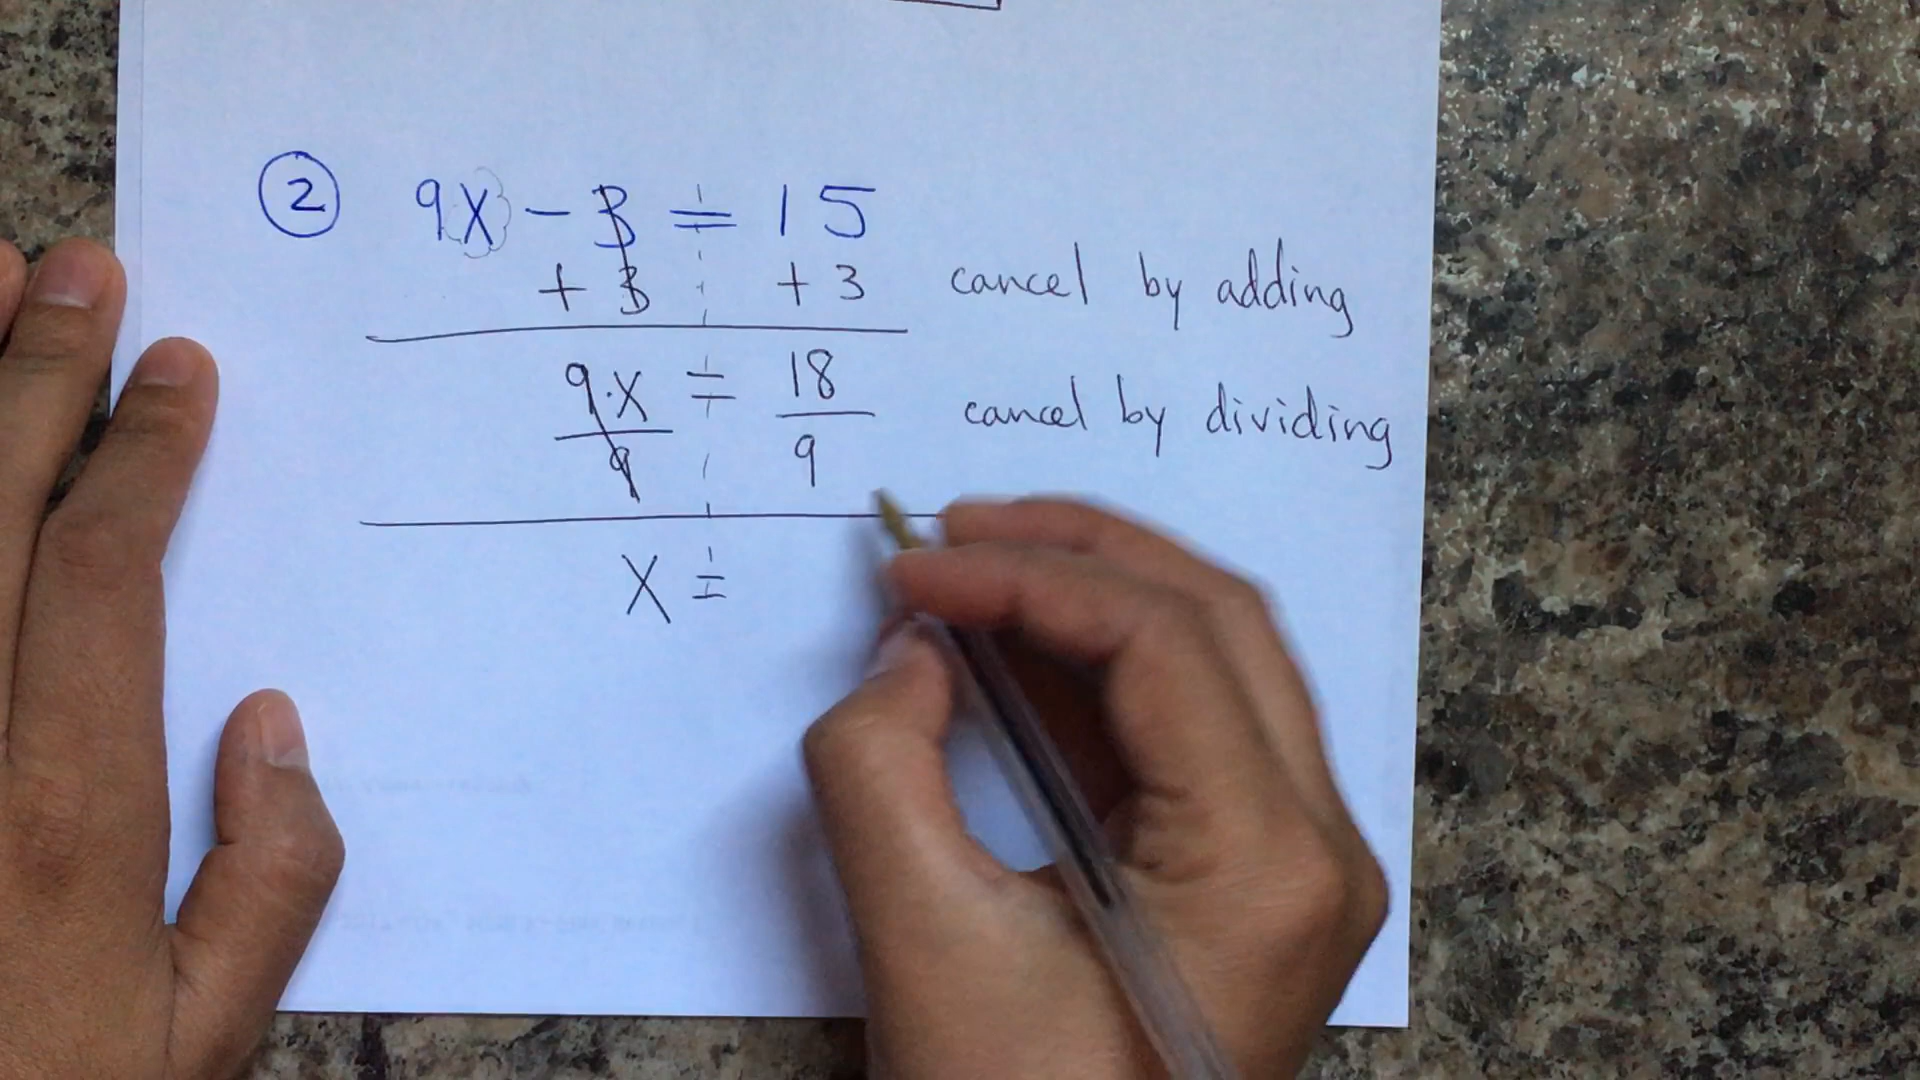 ② 9x - 3 = 15
+ 3 + 3 cancel by adding
9·x = 18 cancel by dividing
9 9
x =